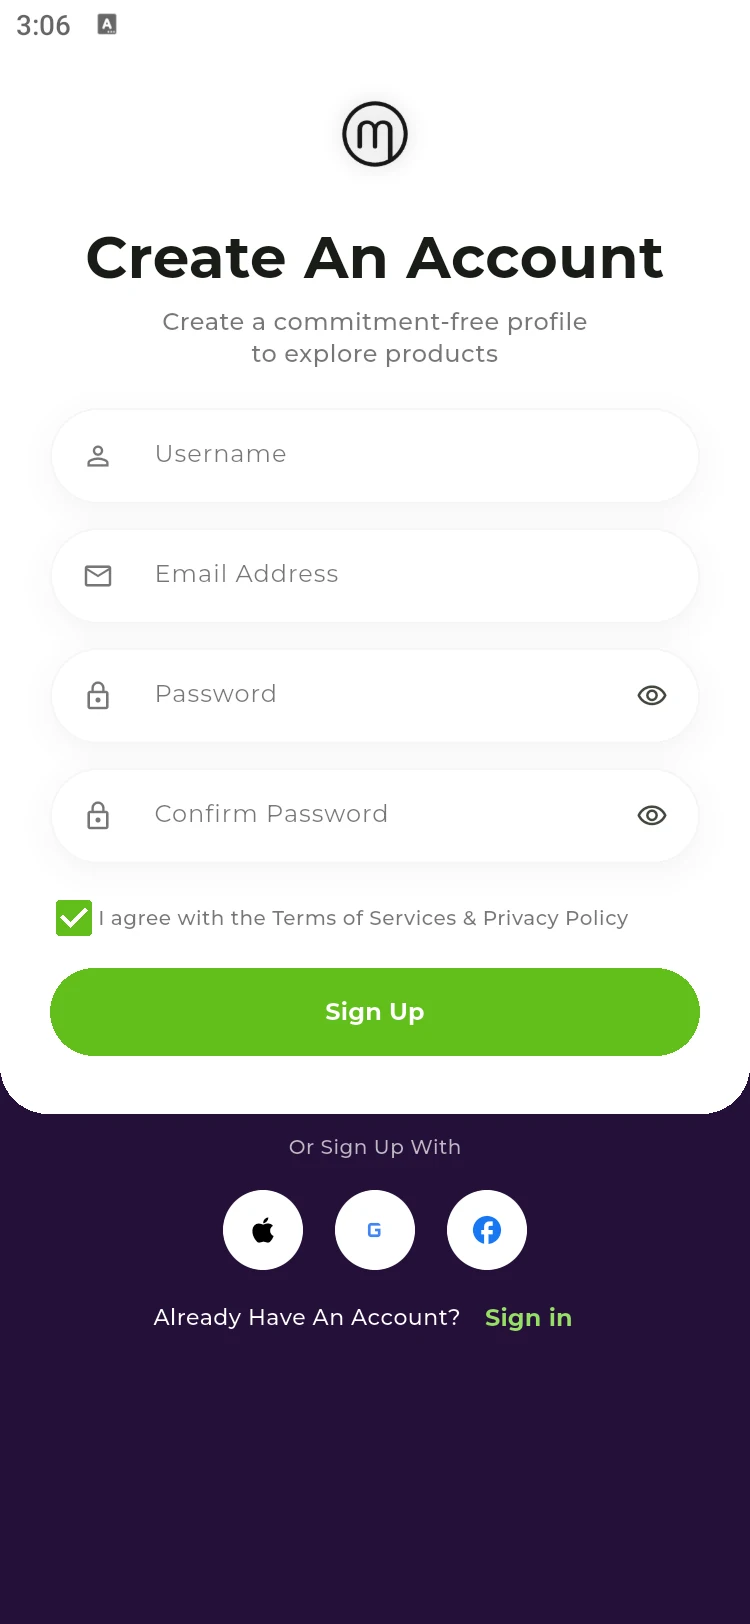 3:06
A
m
Create An Account
Create a commitment-free profile
to explore products
Username
Email Address
Password
Confirm Password
I agree with the Terms of Services & Privacy Policy
Sign Up
Or Sign Up With
G
f
Already Have An Account? Sign in